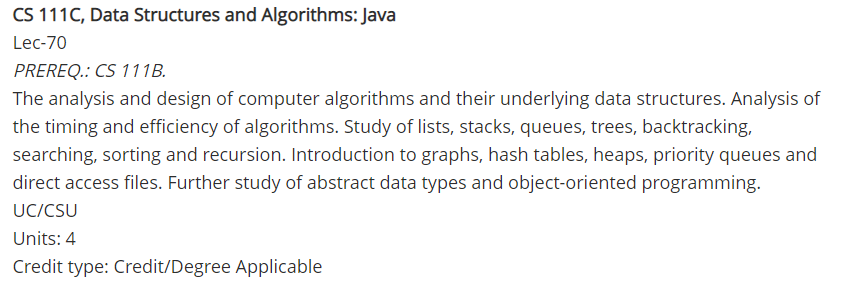 CS 111C, Data Structures and Algorithms: Java
Lec-70
PREREQ.: CS 111B.
The analysis and design of computer algorithms and their underlying data structures. Analysis of
the timing and efficiency of algorithms. Study of lists, stacks, queues, trees, backtracking,
searching, sorting and recursion. Introduction to graphs, hash tables, heaps, priority queues and
direct access files. Further study of abstract data types and object-oriented programming.
UC/CSU
Units: 4
Credit type: Credit/Degree Applicable